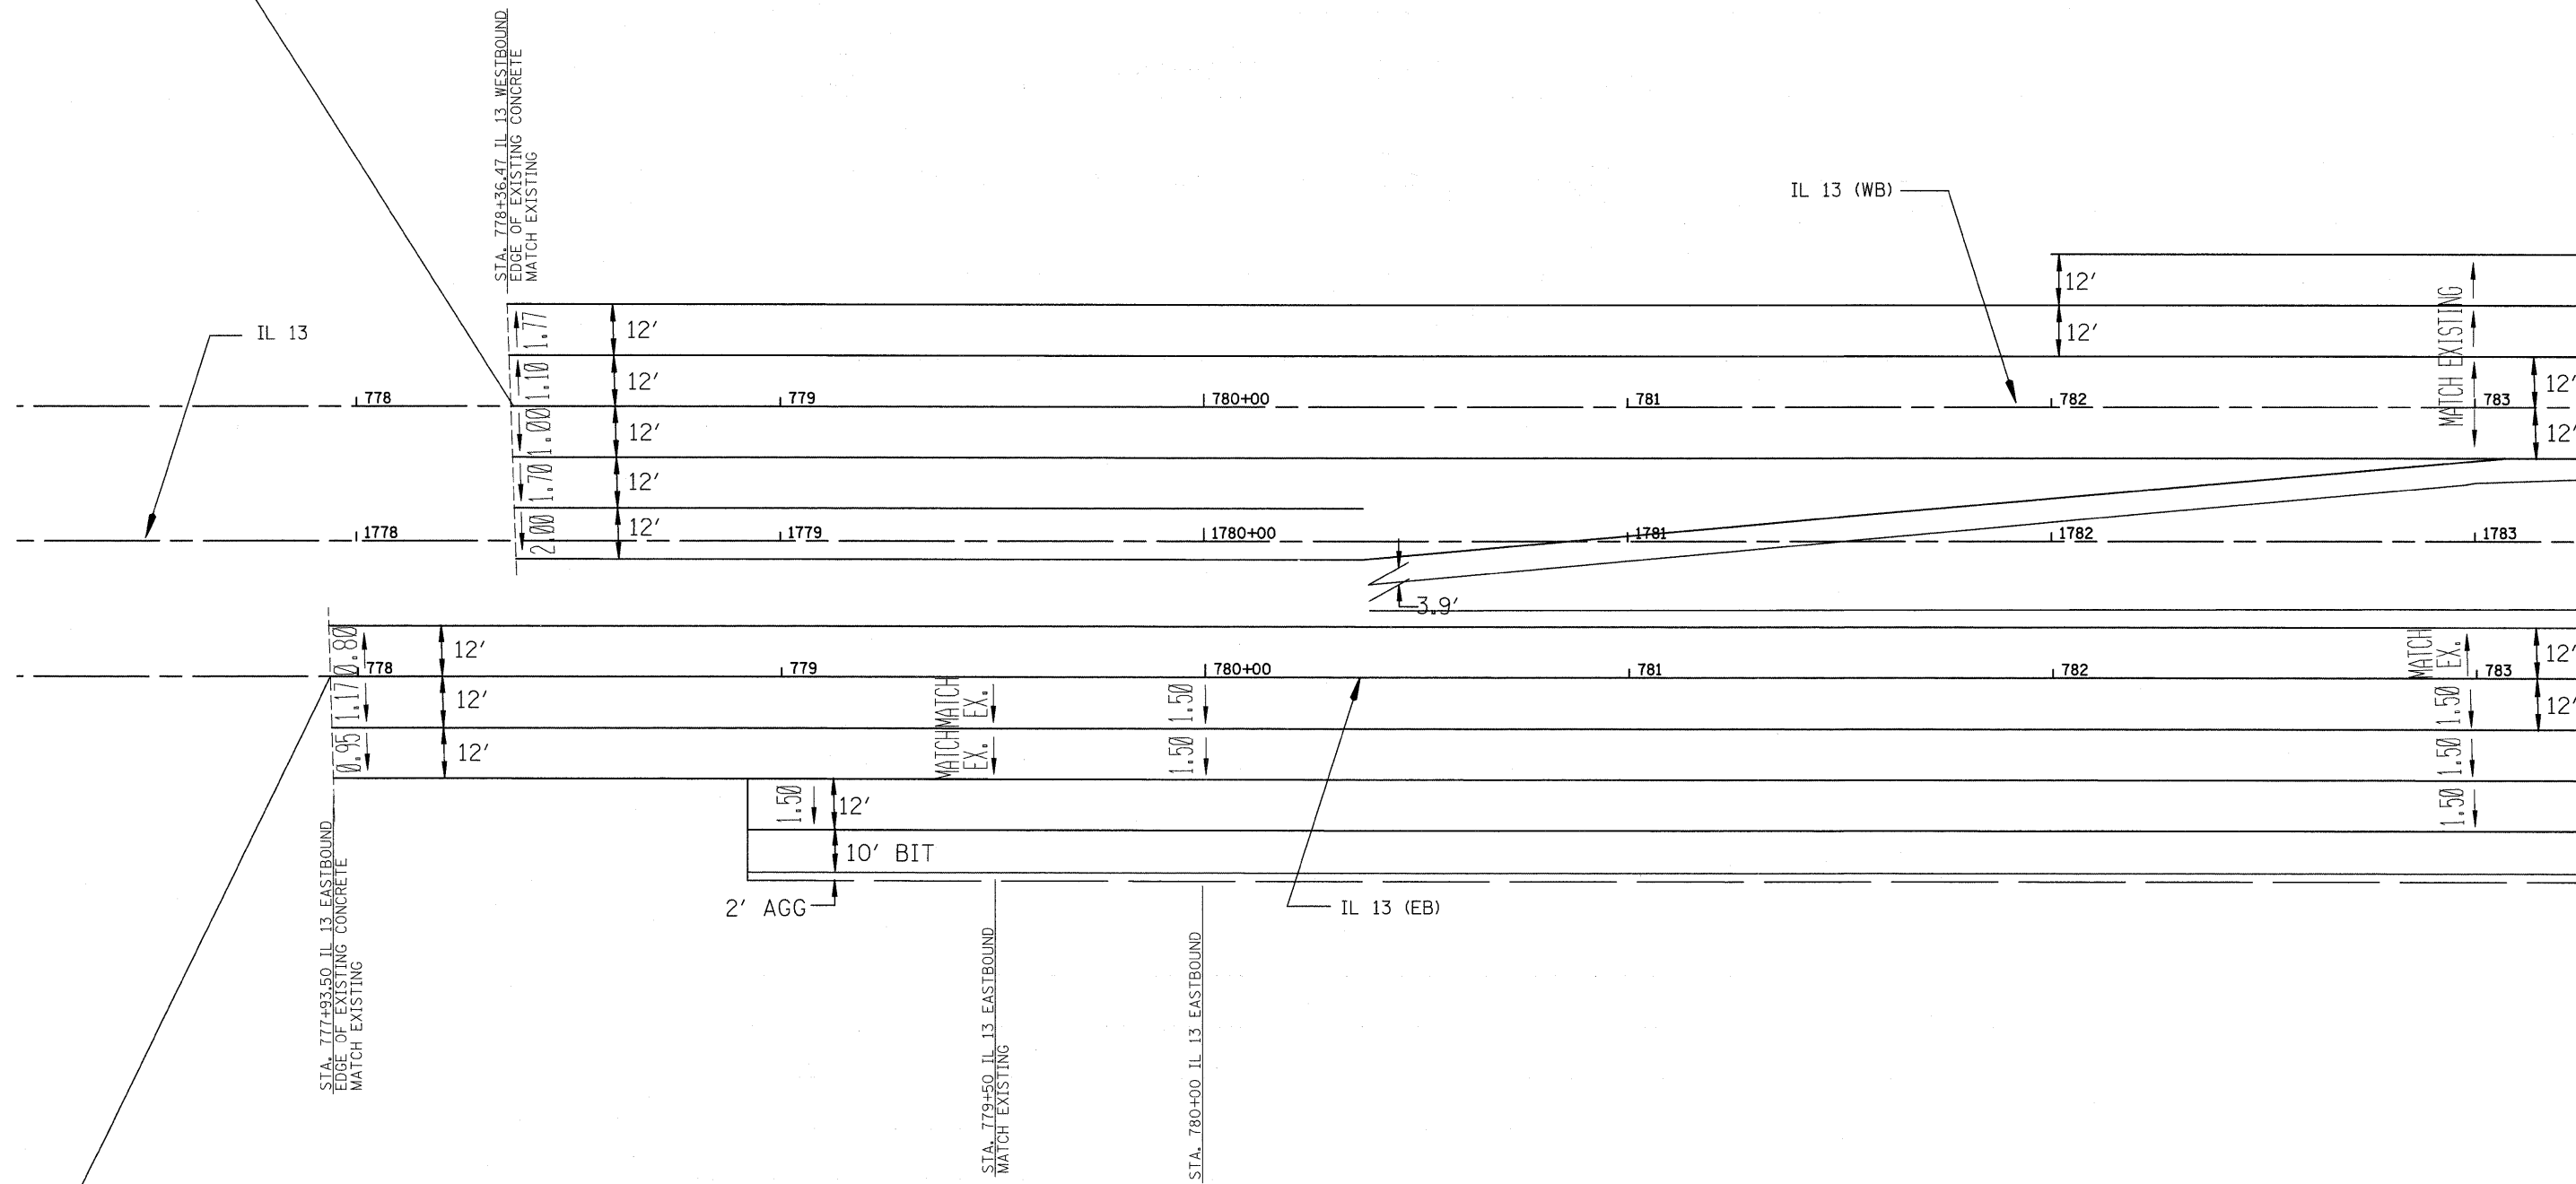 STA. 778+36.47 IL 13 WESTBOUND
EDGE OF EXISTING CONCRETE
MATCH EXISTING
IL 13 (WB)
IL 13
12'
12'
1.77
12'
1.10
12'
1.00
12'
1.70
12'
2.00
12'
MATCH EXISTING
12'
12'
778
779
780+00
781
782
783
1778
1779
1780+00
1781
1782
1783
3.9'
0.80
12'
1.17
12'
0.95
12'
778
779
780+00
781
782
783
MATCH
EX.
MATCH
EX.
1.50
1.50
MATCH
EX.
1.50
1.50
1.50
12'
12'
1.50
12'
10' BIT
2' AGG
IL 13 (EB)
STA. 777+93.50 IL 13 EASTBOUND
EDGE OF EXISTING CONCRETE
MATCH EXISTING
STA. 779+50 IL 13 EASTBOUND
MATCH EXISTING
STA. 780+00 IL 13 EASTBOUND